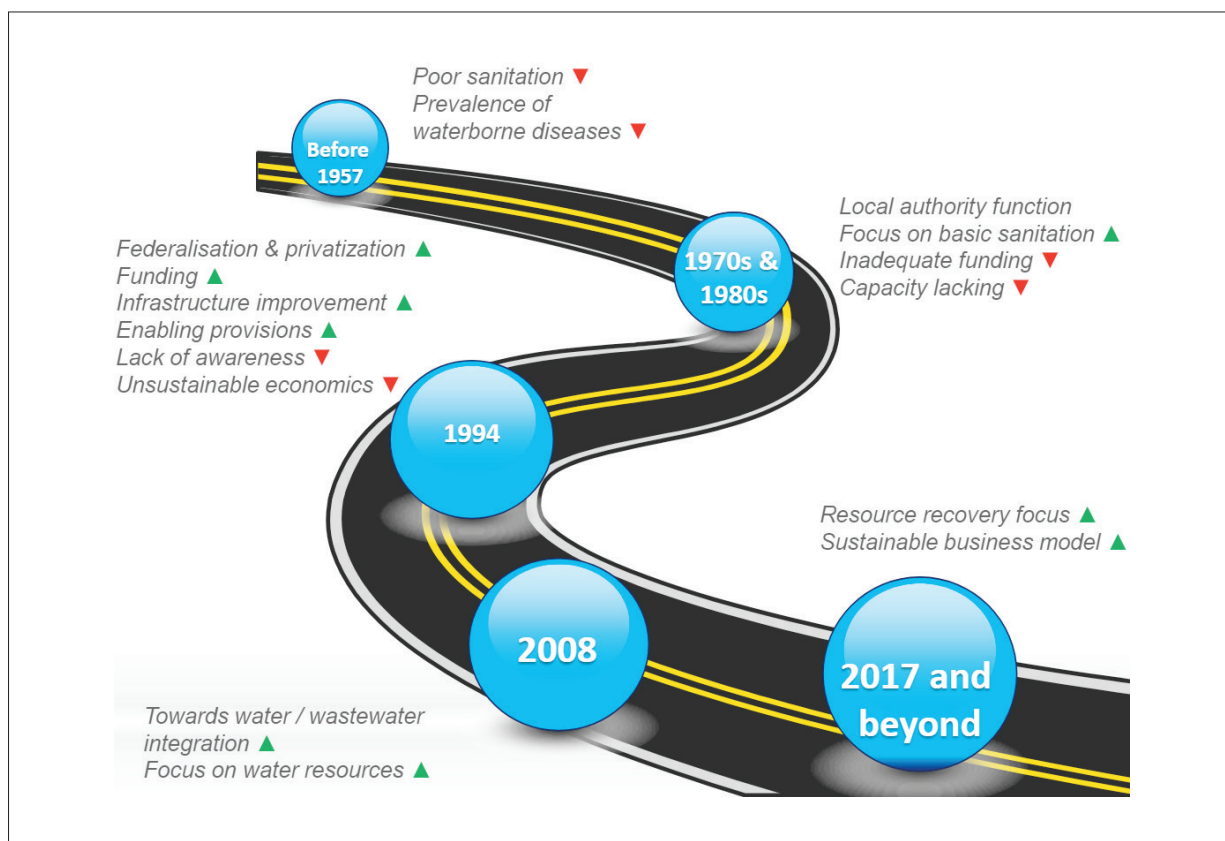 Poor sanitation ▼
Prevalence of
waterborne diseases ▼
Before
1957
Local authority function
Focus on basic sanitation ▲
Inadequate funding ▼
Capacity lacking ▼
1970s &
1980s
Federalisation & privatization ▲
Funding ▲
Infrastructure improvement ▲
Enabling provisions ▲
Lack of awareness ▼
Unsustainable economics ▼
1994
Towards water / wastewater
integration ▲
Focus on water resources ▲
2008
Resource recovery focus ▲
Sustainable business model ▲
2017 and
beyond